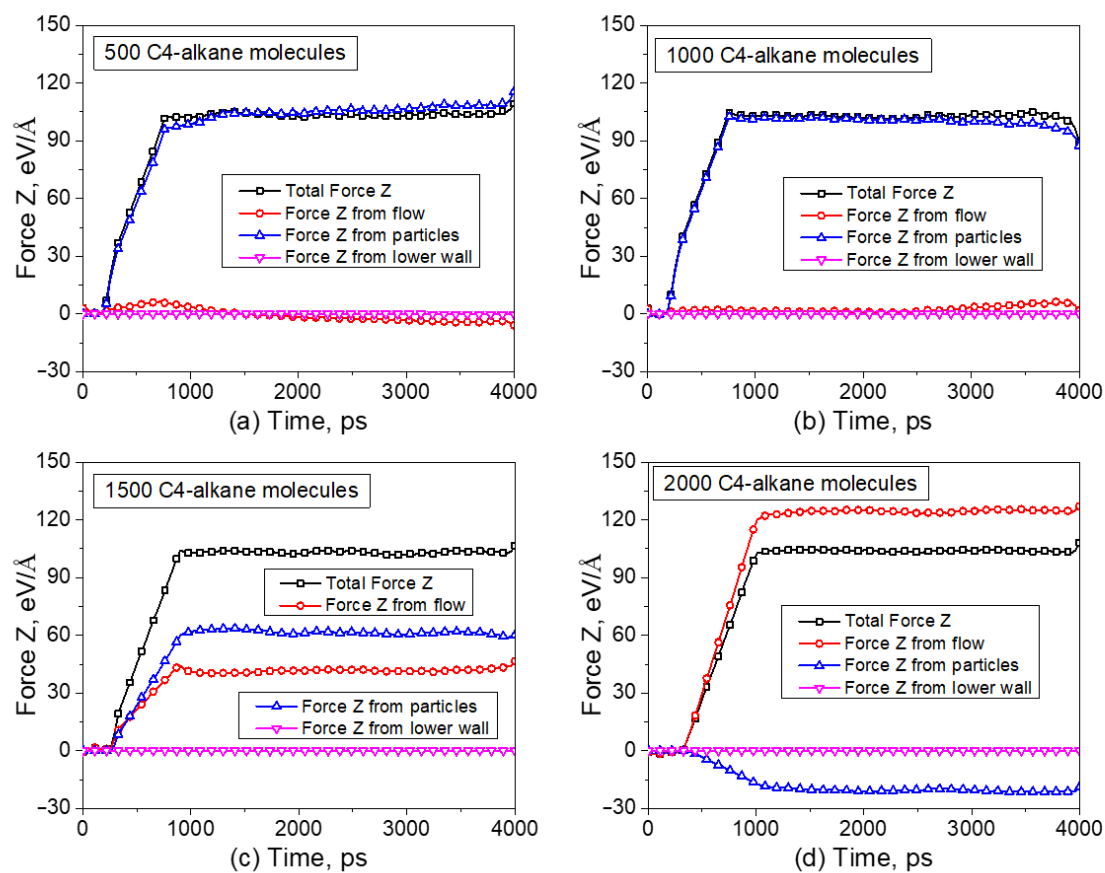 500 C4-alkane molecules
Force Z, eV/Å
150
120
90
60
30
0
−30
Total Force Z
Force Z from flow
Force Z from particles
Force Z from lower wall
0 1000 2000 3000 4000
(a) Time, ps
1000 C4-alkane molecules
Force Z, eV/Å
150
120
90
60
30
0
−30
Total Force Z
Force Z from flow
Force Z from particles
Force Z from lower wall
0 1000 2000 3000 4000
(b) Time, ps
1500 C4-alkane molecules
Force Z, eV/Å
150
120
90
60
30
0
−30
Total Force Z
Force Z from flow
Force Z from particles
Force Z from lower wall
0 1000 2000 3000 4000
(c) Time, ps
2000 C4-alkane molecules
Force Z, eV/Å
150
120
90
60
30
0
−30
Total Force Z
Force Z from flow
Force Z from particles
Force Z from lower wall
0 1000 2000 3000 4000
(d) Time, ps